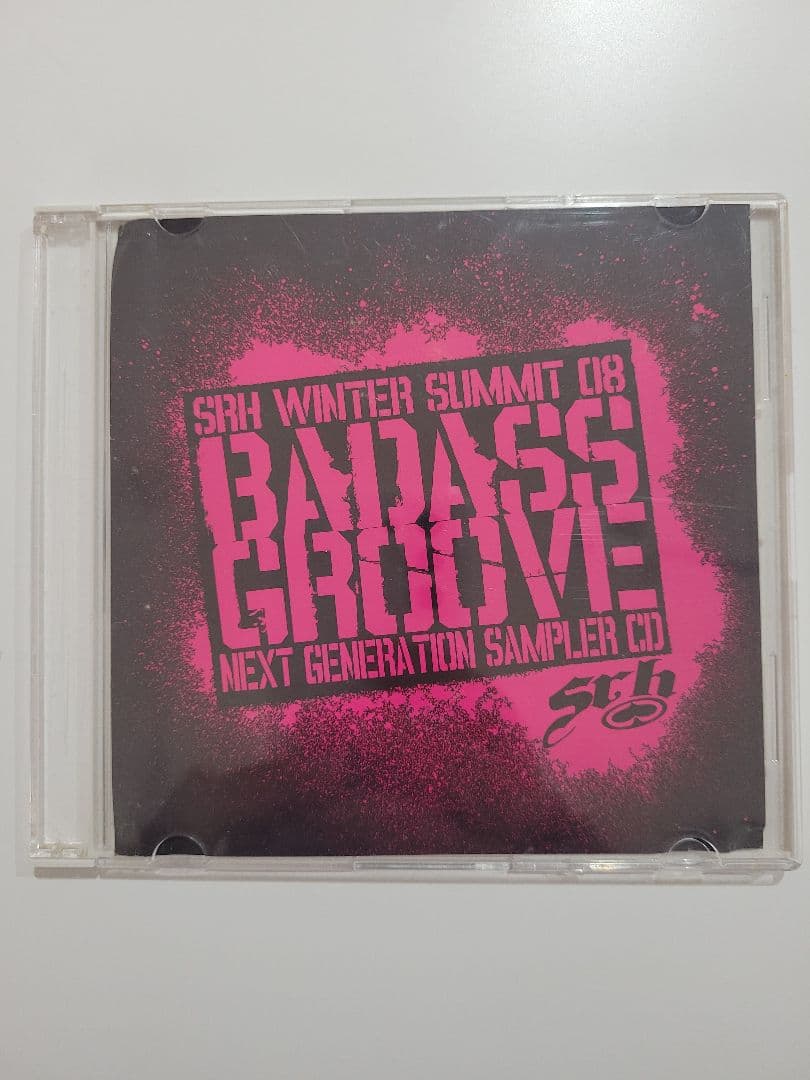 SRH WINTER SUMMIT 08
BADASS
GROOVE
NEXT GENERATION SAMPLER CD
srh